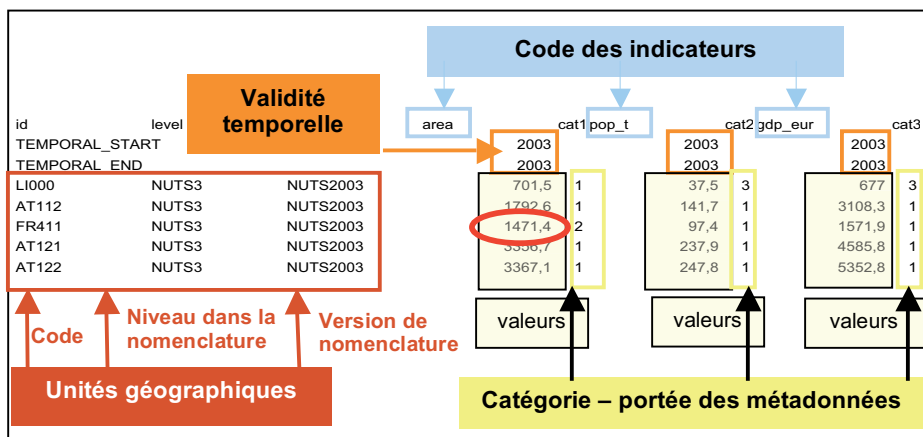 Code des indicateurs
Validité
temporelle
id level area cat1 pop_t cat2 gdp_eur cat3
TEMPORAL_START 2003 2003 2003
TEMPORAL_END 2003 2003 2003
LI000 NUTS3 NUTS2003 701,5 1 37,5 3 677 3
AT112 NUTS3 NUTS2003 1792,6 1 141,7 1 3108,3 1
FR411 NUTS3 NUTS2003 1471,4 2 97,4 1 1571,9 1
AT121 NUTS3 NUTS2003 3356,7 1 237,9 1 4585,8 1
AT122 NUTS3 NUTS2003 3367,1 1 247,8 1 5352,8 1
Code
Niveau dans la
nomenclature
Version de
nomenclature
valeurs valeurs valeurs
Unités géographiques
Catégorie – portée des métadonnées